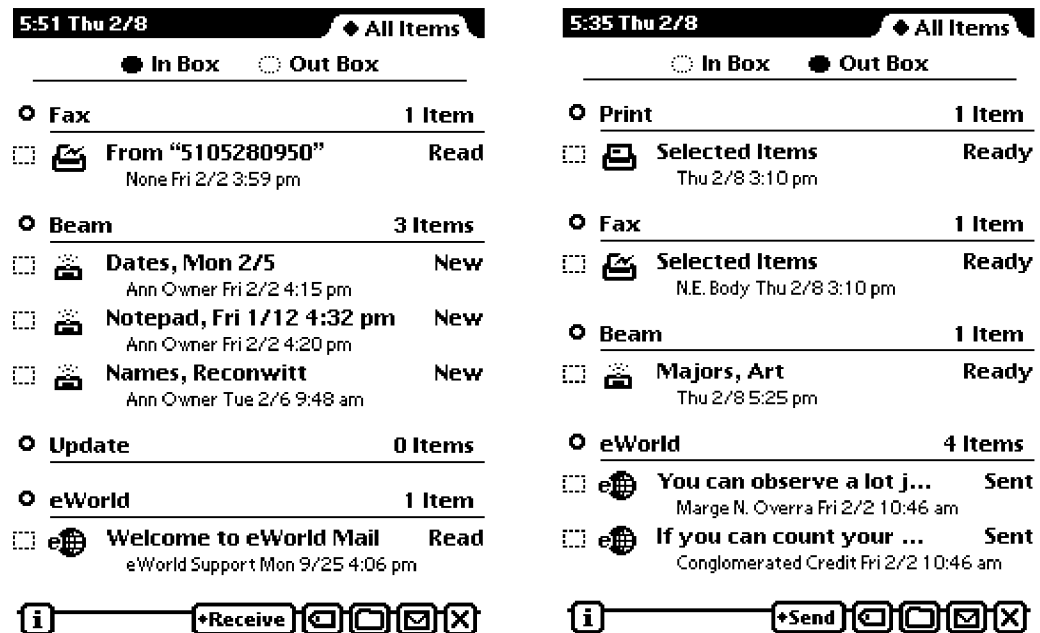 5:51 Thu 2/8
All Items
In Box Out Box
Fax 1 Item
From “5105280950” Read
None Fri 2/2 3:59 pm
Beam 3 Items
Dates, Mon 2/5 New
Ann Owner Fri 2/2 4:15 pm
Notepad, Fri 1/12 4:32 pm New
Ann Owner Fri 2/2 4:20 pm
Names, Reconwitt New
Ann Owner Tue 2/6 9:48 am
Update 0 Items
eWorld 1 Item
Welcome to eWorld Mail Read
eWorld Support Mon 9/25 4:06 pm
i Receive X
5:35 Thu 2/8
All Items
In Box Out Box
Print 1 Item
Selected Items Ready
Thu 2/8 3:10 pm
Fax 1 Item
Selected Items Ready
N.E. Body Thu 2/8 3:10 pm
Beam 1 Item
Majors, Art Ready
Thu 2/8 5:25 pm
eWorld 4 Items
You can observe a lot j... Sent
Marge N. Overra Fri 2/2 10:46 am
If you can count your ... Sent
Conglomerated Credit Fri 2/2 10:46 am
i Send X